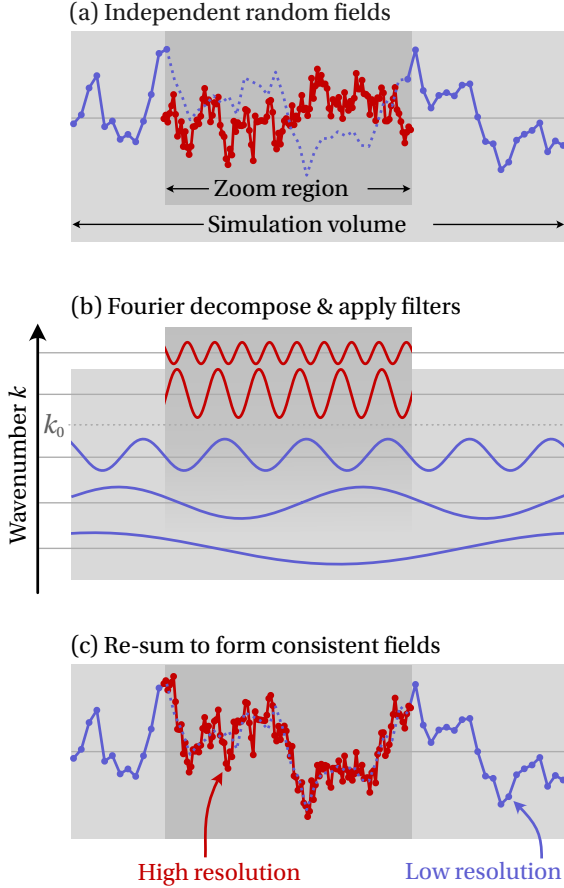 (a) Independent random fields
Zoom region
Simulation volume
(b) Fourier decompose & apply filters
Wavenumber k
k₀
(c) Re-sum to form consistent fields
High resolution
Low resolution